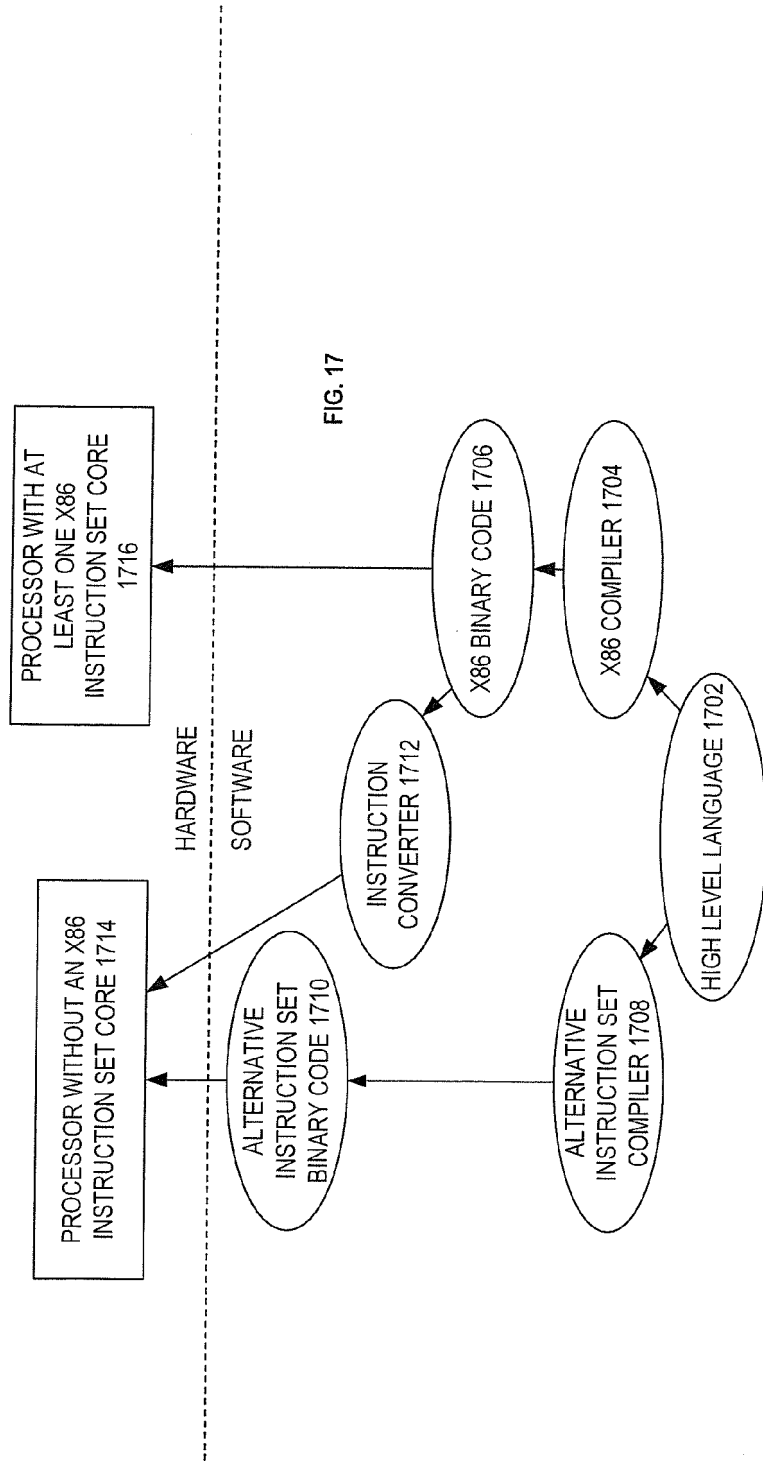 PROCESSOR WITHOUT AN X86
INSTRUCTION SET CORE 1714
PROCESSOR WITH AT
LEAST ONE X86
INSTRUCTION SET CORE
1716
HARDWARE
SOFTWARE
ALTERNATIVE
INSTRUCTION SET
BINARY CODE 1710
INSTRUCTION
CONVERTER 1712
FIG. 17
X86 BINARY CODE 1706
ALTERNATIVE
INSTRUCTION SET
COMPILER 1708
X86 COMPILER 1704
HIGH LEVEL LANGUAGE 1702